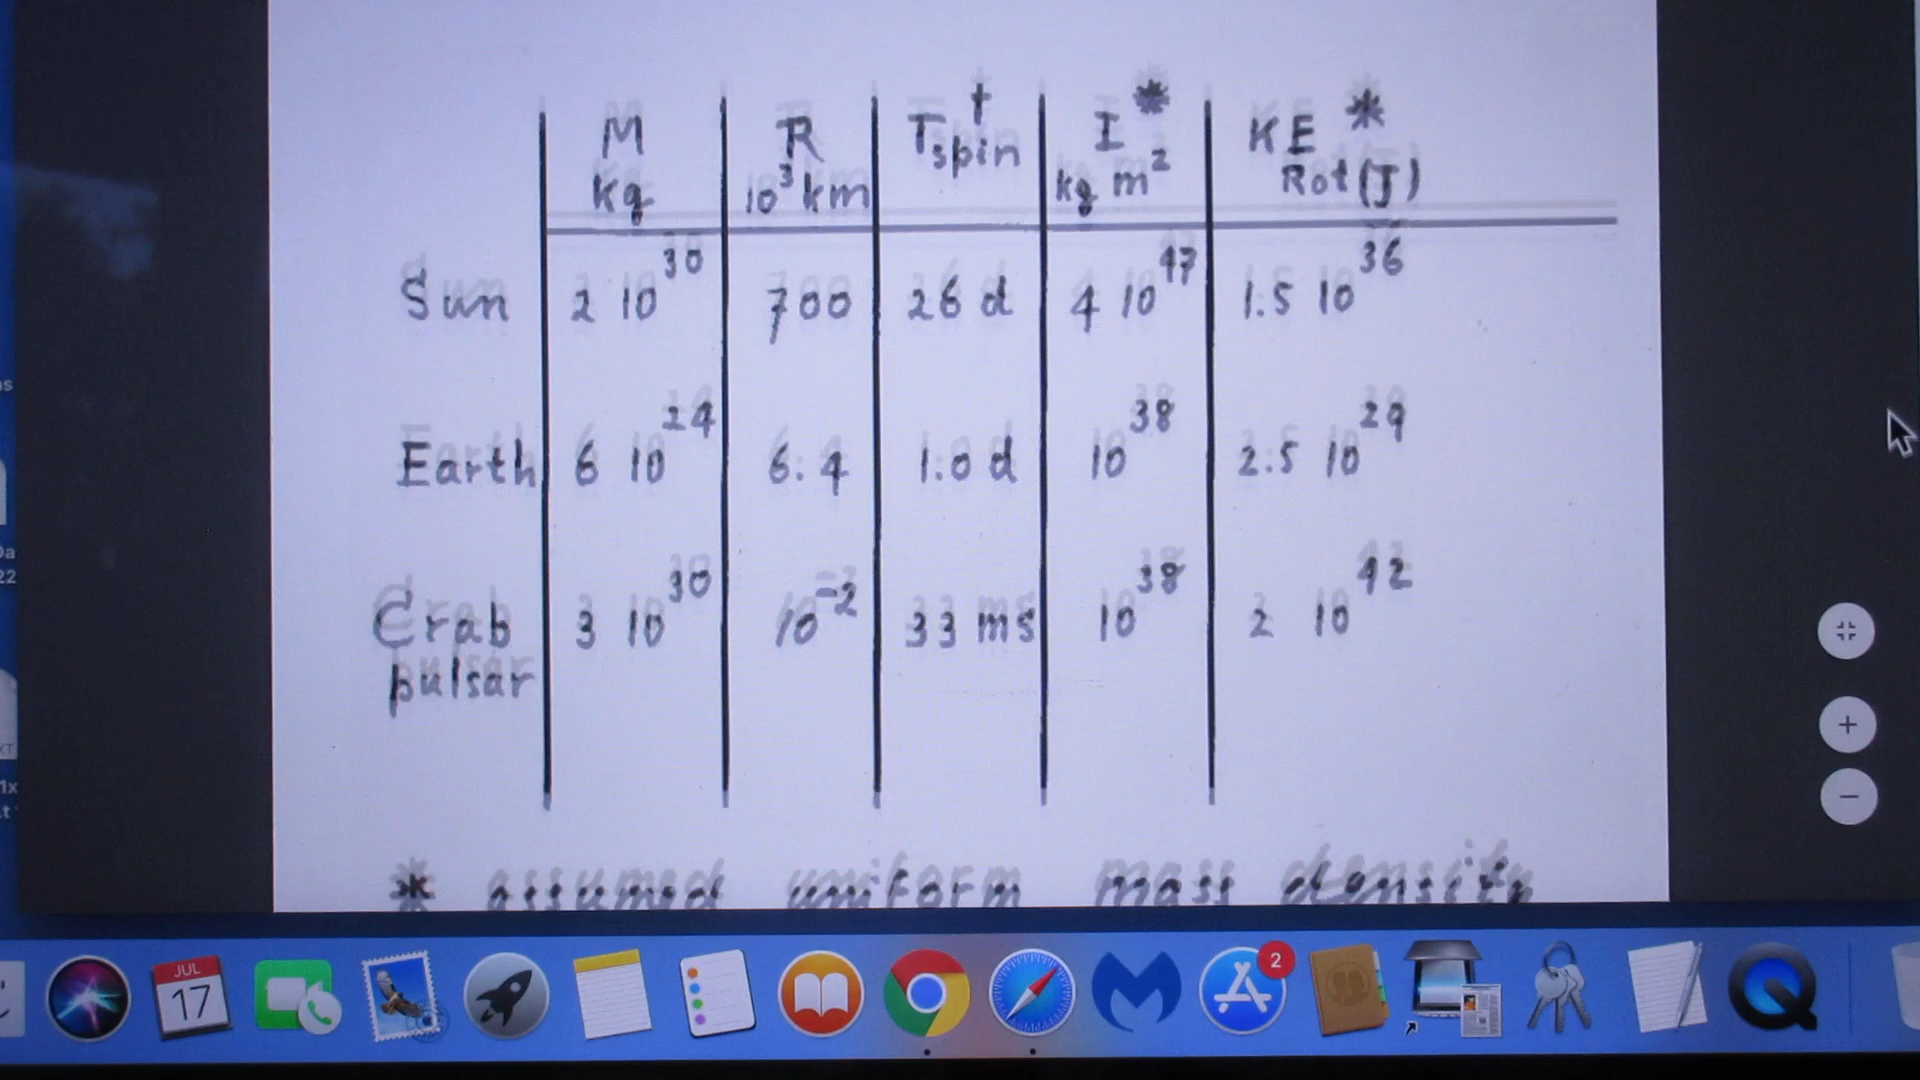 M R T spin † I * KE Rot (J) *
kg 10³ km kg m²
Sun 2 10³⁰ 700 26 d 4 10⁴⁷ 1.5 10³⁶
Earth 6 10²⁴ 6.4 1.0 d 10³⁸ 2.5 10²⁹
Crab 3 10³⁰ 10⁻² 33 ms 10³⁸ 2 10⁴²
pulsar
* assumed uniform mass density
JUL
17
2